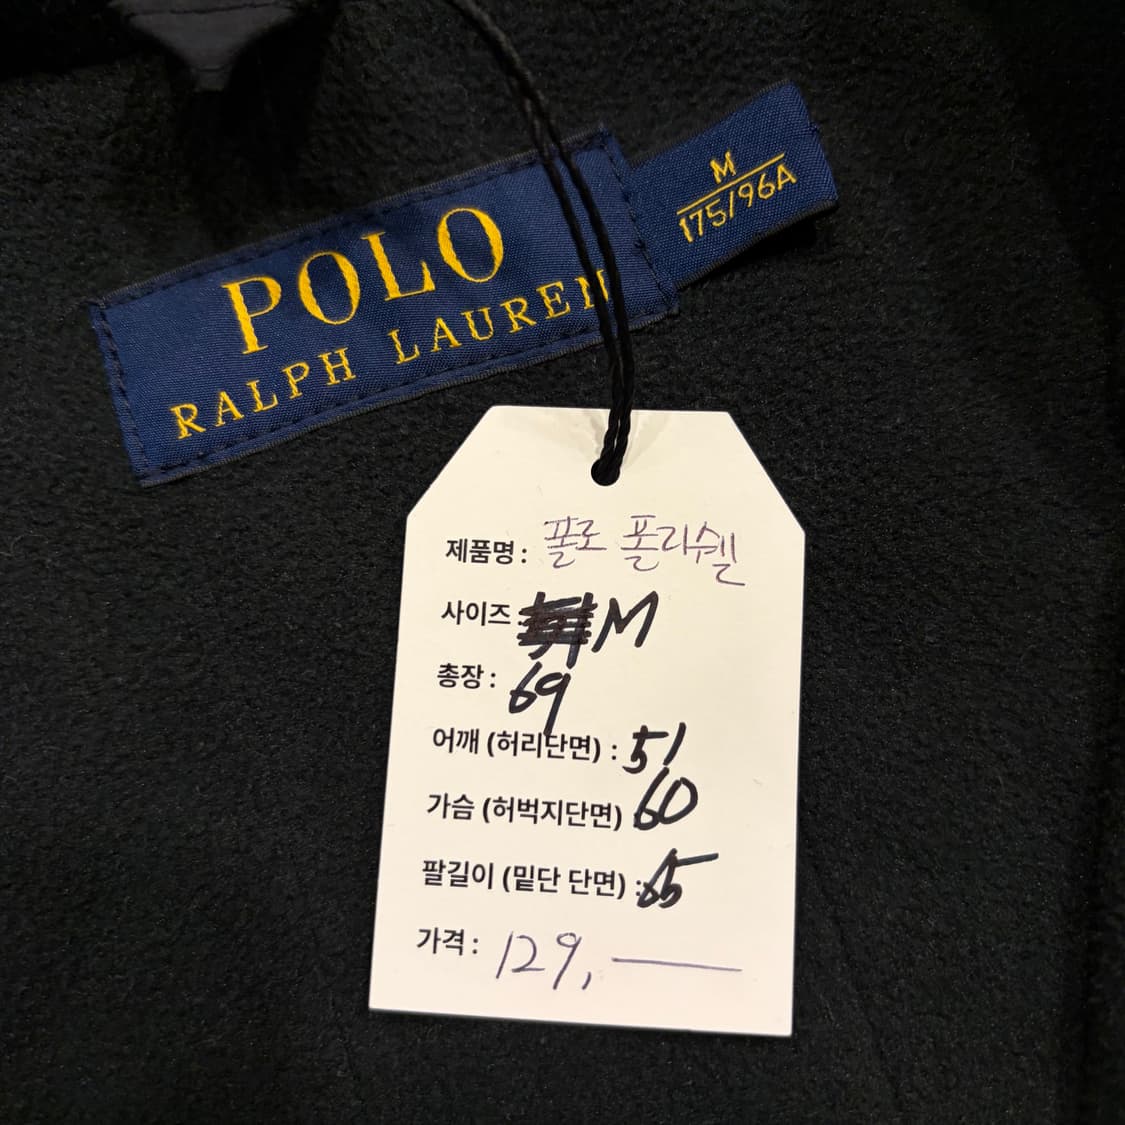 POLO
RALPH LAUREN
M
175/96A
제품명: 폴로 폴리쉘
사이즈: M
총장: 69
어깨 (허리단면) : 51
가슴 (허벅지단면) 60
팔길이 (밑단 단면) : 65
가격: 129,—